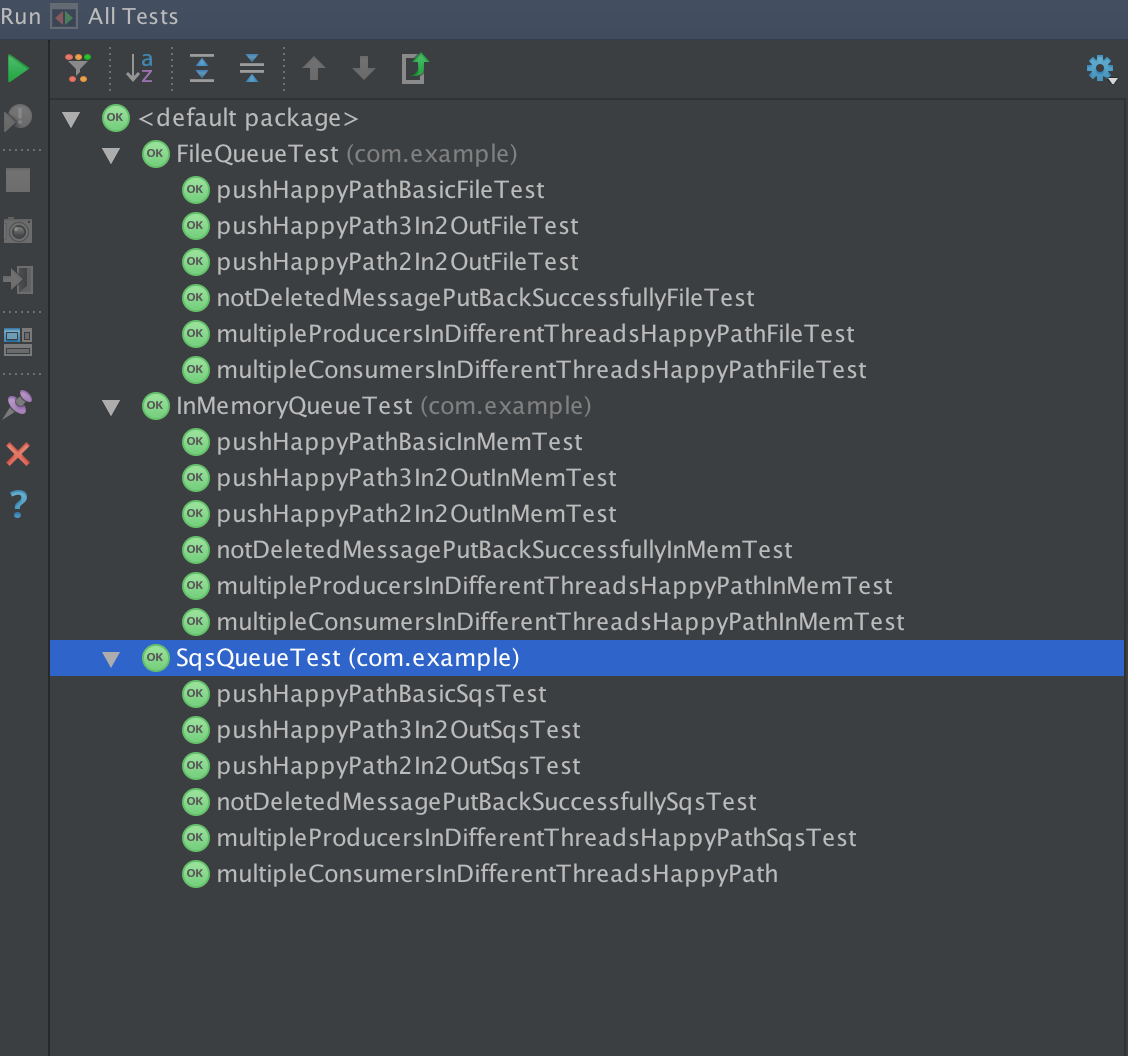 Run All Tests
a
z
OK <default package>
OK FileQueueTest (com.example)
OK pushHappyPathBasicFileTest
OK pushHappyPath3In2OutFileTest
OK pushHappyPath2In2OutFileTest
OK notDeletedMessagePutBackSuccessfullyFileTest
OK multipleProducersInDifferentThreadsHappyPathFileTest
OK multipleConsumersInDifferentThreadsHappyPathFileTest
OK InMemoryQueueTest (com.example)
OK pushHappyPathBasicInMemTest
OK pushHappyPath3In2OutInMemTest
? OK pushHappyPath2In2OutInMemTest
OK notDeletedMessagePutBackSuccessfullyInMemTest
OK multipleProducersInDifferentThreadsHappyPathInMemTest
OK multipleConsumersInDifferentThreadsHappyPathInMemTest
OK SqsQueueTest (com.example)
OK pushHappyPathBasicSqsTest
OK pushHappyPath3In2OutSqsTest
OK pushHappyPath2In2OutSqsTest
OK notDeletedMessagePutBackSuccessfullySqsTest
OK multipleProducersInDifferentThreadsHappyPathSqsTest
OK multipleConsumersInDifferentThreadsHappyPath